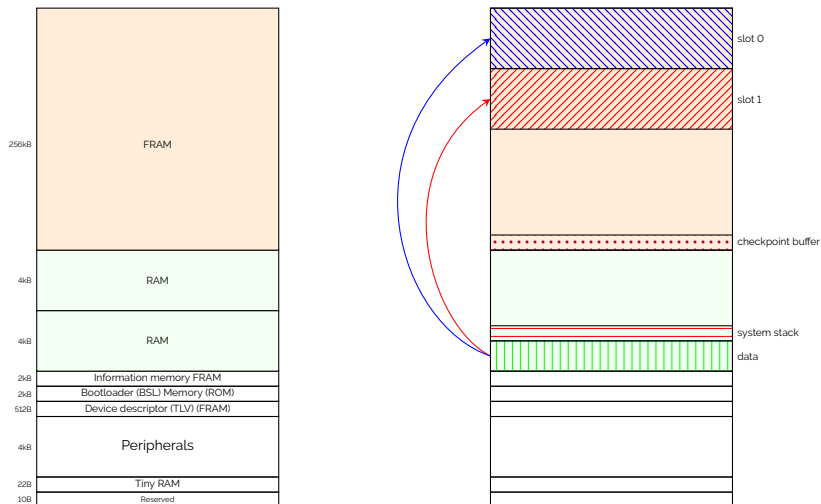 slot 0
slot 1
256kB
FRAM
checkpoint buffer
4kB
RAM
system stack
4kB
RAM
data
2kB
Information memory FRAM
2kB
Bootloader (BSL) Memory (ROM)
512B
Device descriptor (TLV) (FRAM)
4kB
Peripherals
22B
Tiny RAM
10B
Reserved